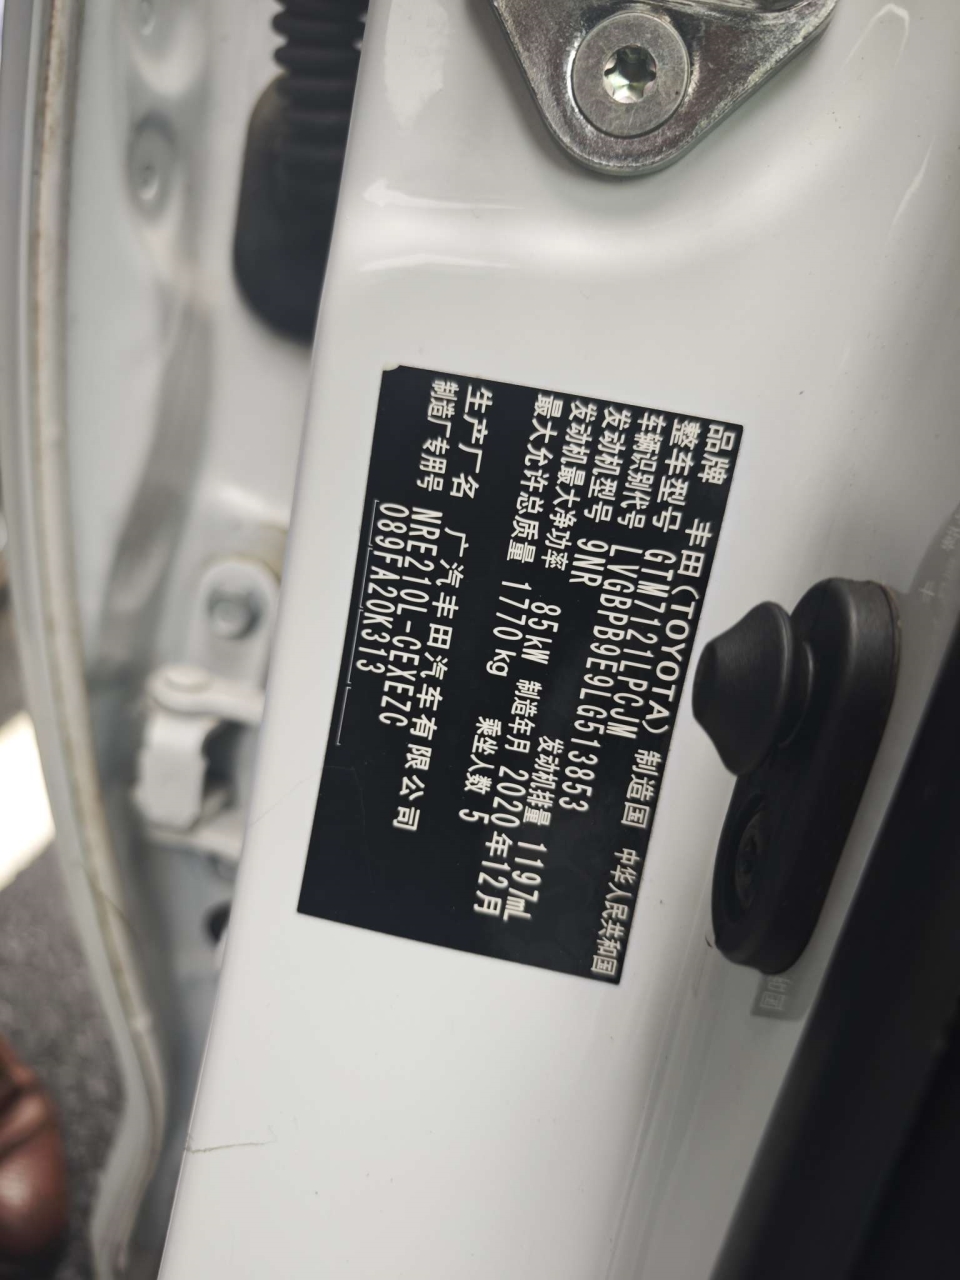 品牌 丰田(TOYOTA) 制造国 中华人民共和国
整车型号 GTM7121LPCJM
车辆识别代号 LVGBPB9E9LG513853
发动机型号 9NR 发动机排量 1197mL
发动机最大净功率 85kW 制造年月 2020年12月
最大允许总质量 1770kg 乘坐人数 5
生产厂名 广汽丰田汽车有限公司
制造厂专用号 NRE210L-GEXEZC
089FA20K313
和国